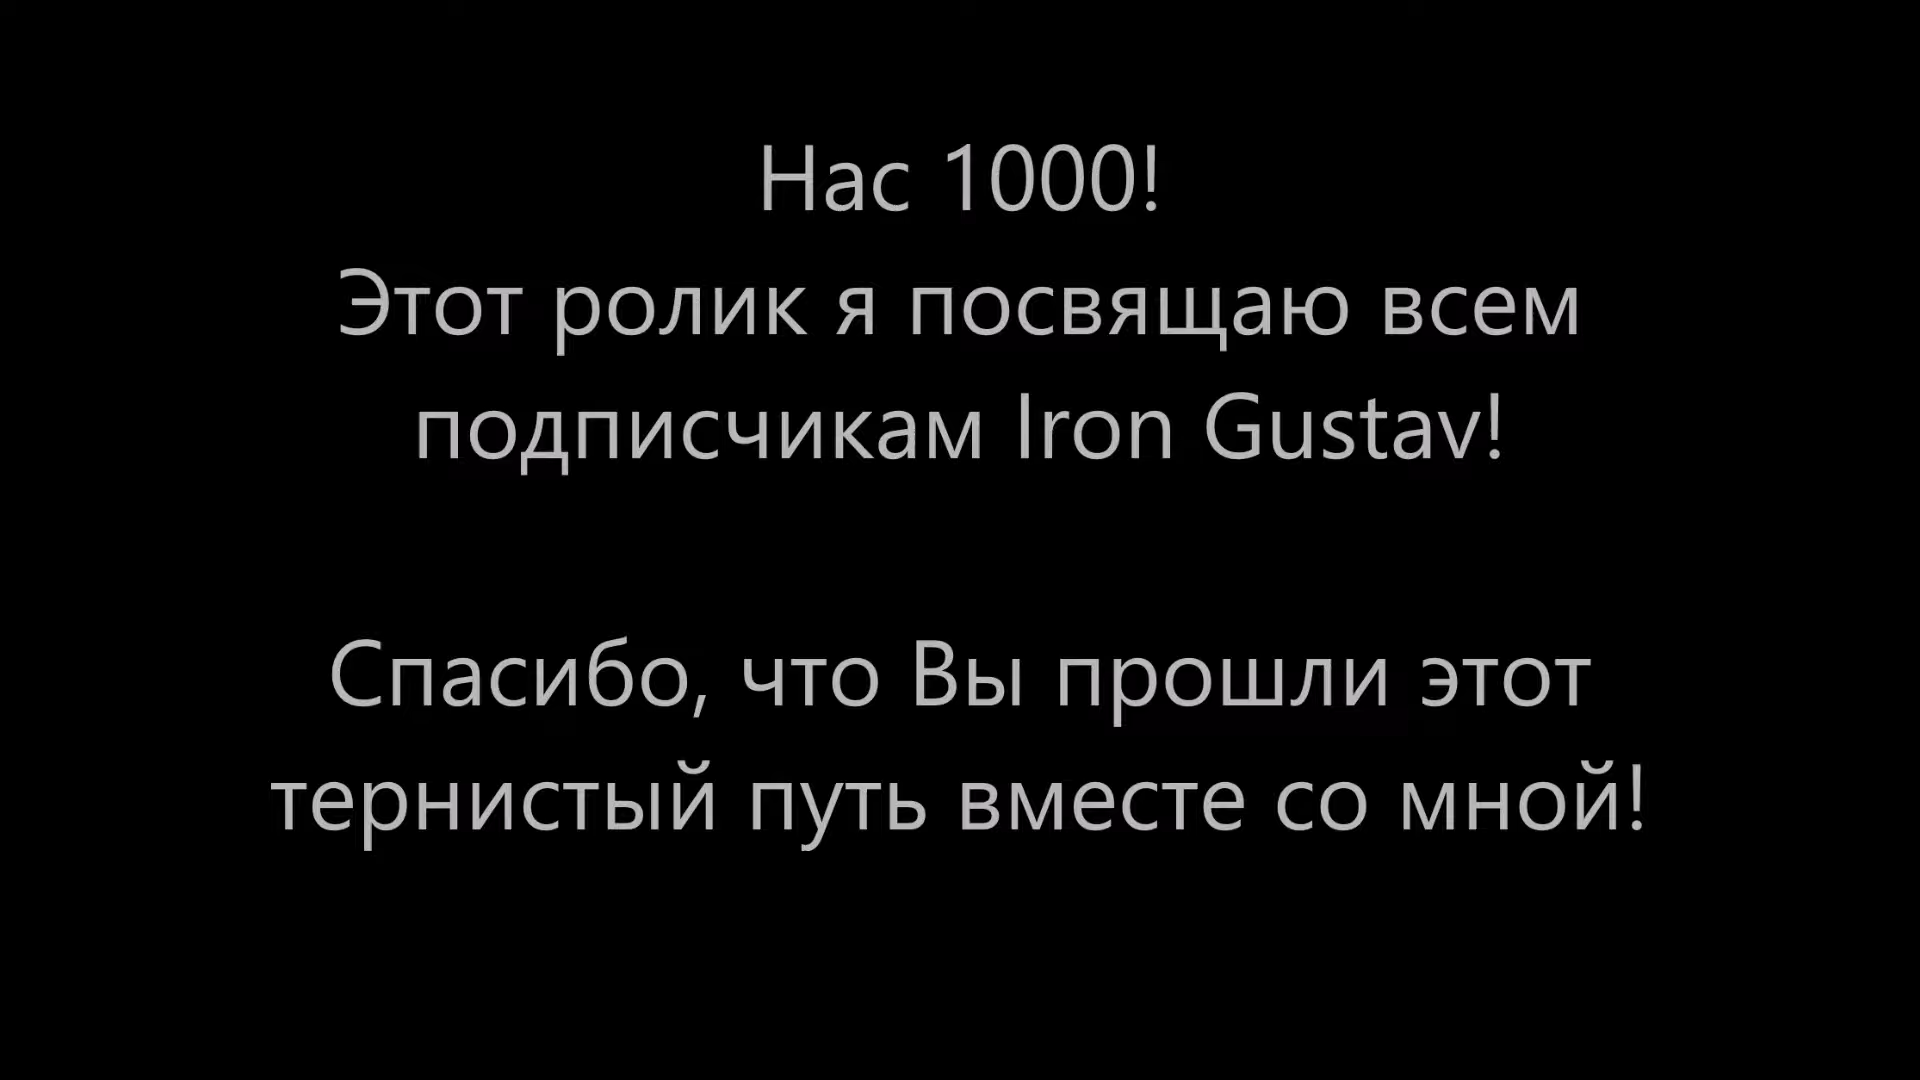 Нас 1000!
Этот ролик я посвящаю всем
подписчикам Iron Gustav!
Спасибо, что Вы прошли этот
тернистый путь вместе со мной!